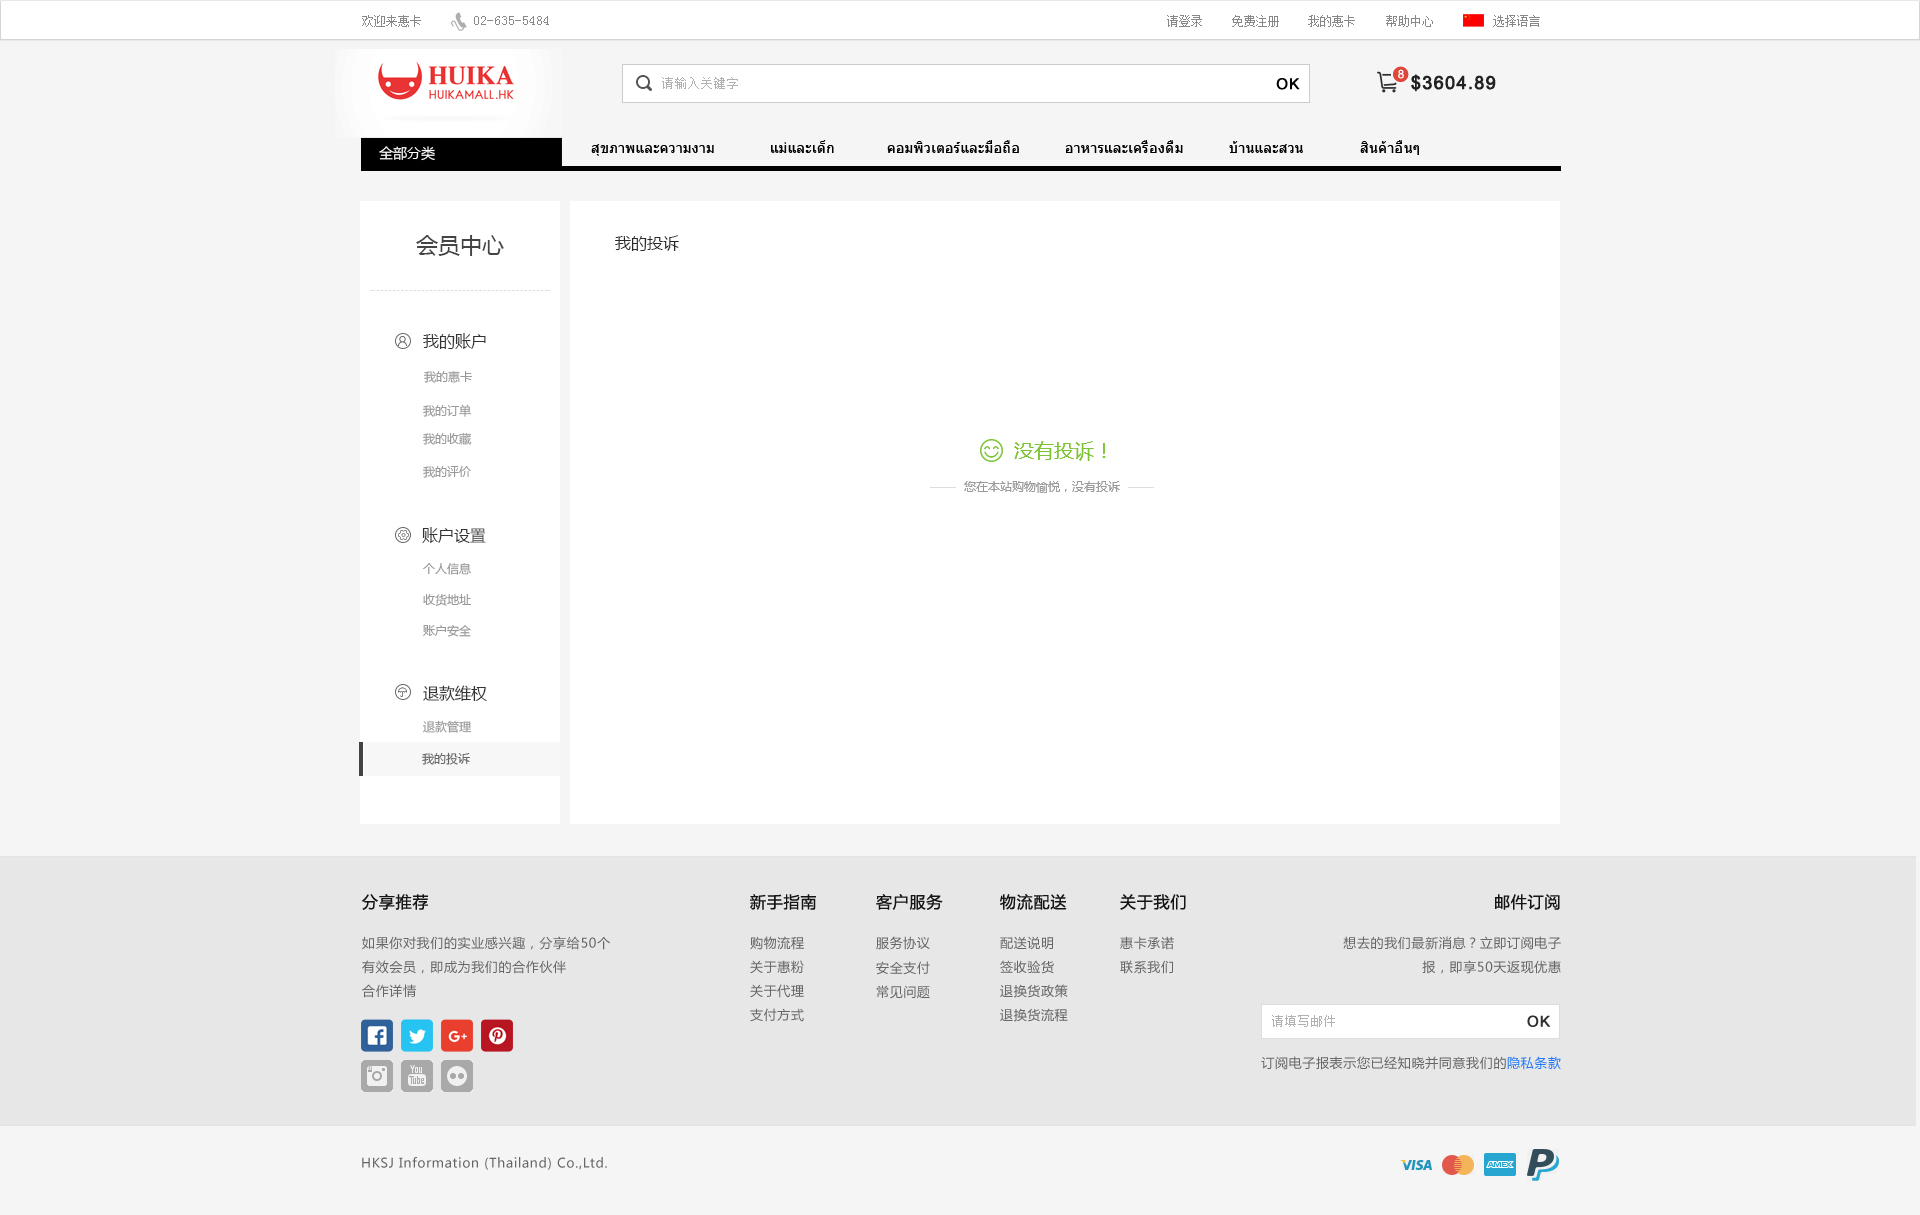 欢迎来惠卡
02-635-5484
请登录
免费注册
我的惠卡
帮助中心
选择语言
HUIKA
HUIKAMALL.HK
请输入关键字
OK
8
$3604.89
全部分类
สุขภาพและความงาม
แม่และเด็ก
คอมพิวเตอร์และมือถือ
อาหารและเครื่องดื่ม
บ้านและสวน
สินค้าอื่นๆ
会员中心
我的账户
我的惠卡
我的订单
我的收藏
我的评价
账户设置
个人信息
收货地址
账户安全
退款维权
退款管理
我的投诉
我的投诉
没有投诉！
您在本站购物愉悦，没有投诉
分享推荐
如果你对我们的实业感兴趣，分享给50个
有效会员，即成为我们的合作伙伴
合作详情
新手指南
购物流程
关于惠粉
关于代理
支付方式
客户服务
服务协议
安全支付
常见问题
物流配送
配送说明
签收验货
退换货政策
退换货流程
关于我们
惠卡承诺
联系我们
邮件订阅
想去的我们最新消息？立即订阅电子
报，即享50天返现优惠
请填写邮件
OK
订阅电子报表示您已经知晓并同意我们的隐私条款
G+
You
Tube
HKSJ Information (Thailand) Co.,Ltd.
VISA
AMEX